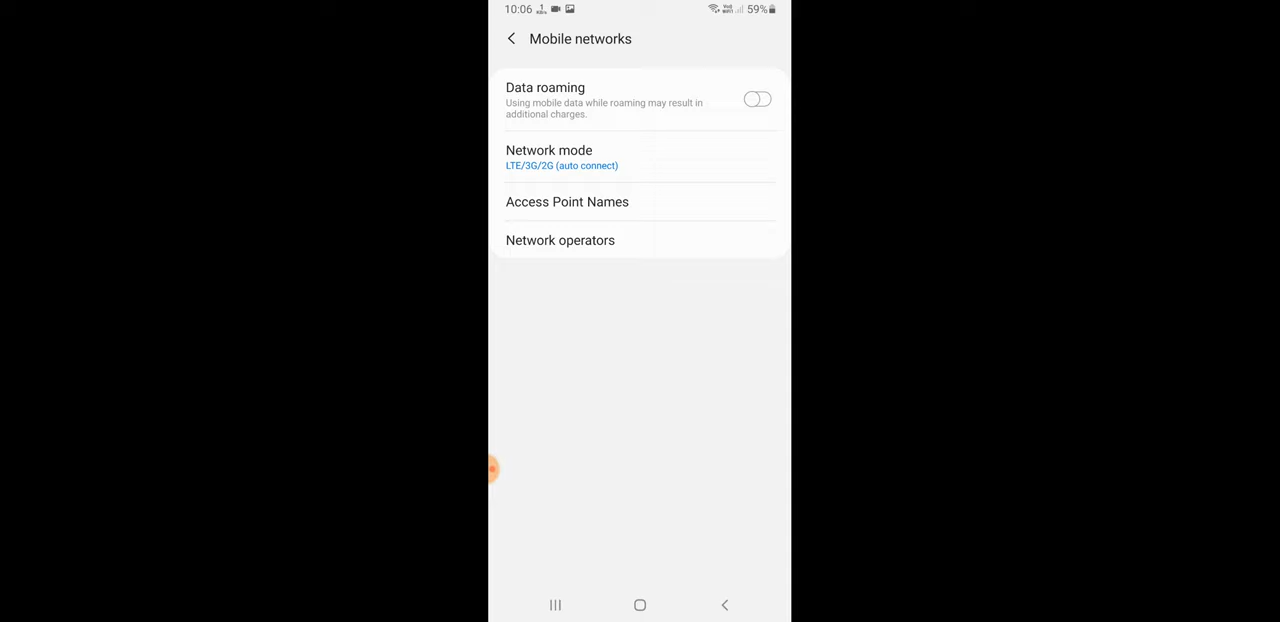 10:06 59%
Mobile networks
Data roaming
Using mobile data while roaming may result in
additional charges.
Network mode
LTE/3G/2G (auto connect)
Access Point Names
Network operators